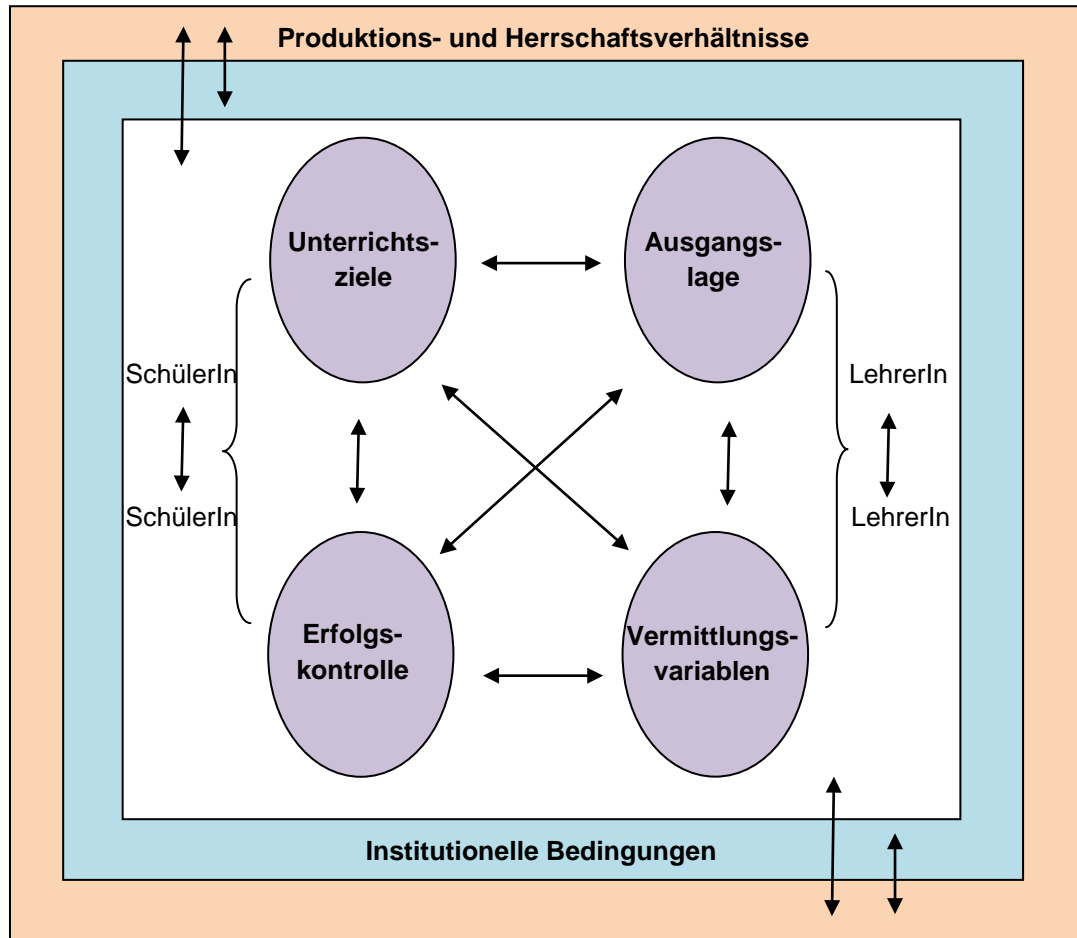 Produktions- und Herrschaftsverhältnisse
Unterrichts-
ziele
Ausgangs-
lage
SchülerIn
LehrerIn
SchülerIn
LehrerIn
Erfolgs-
kontrolle
Vermittlungs-
variablen
Institutionelle Bedingungen